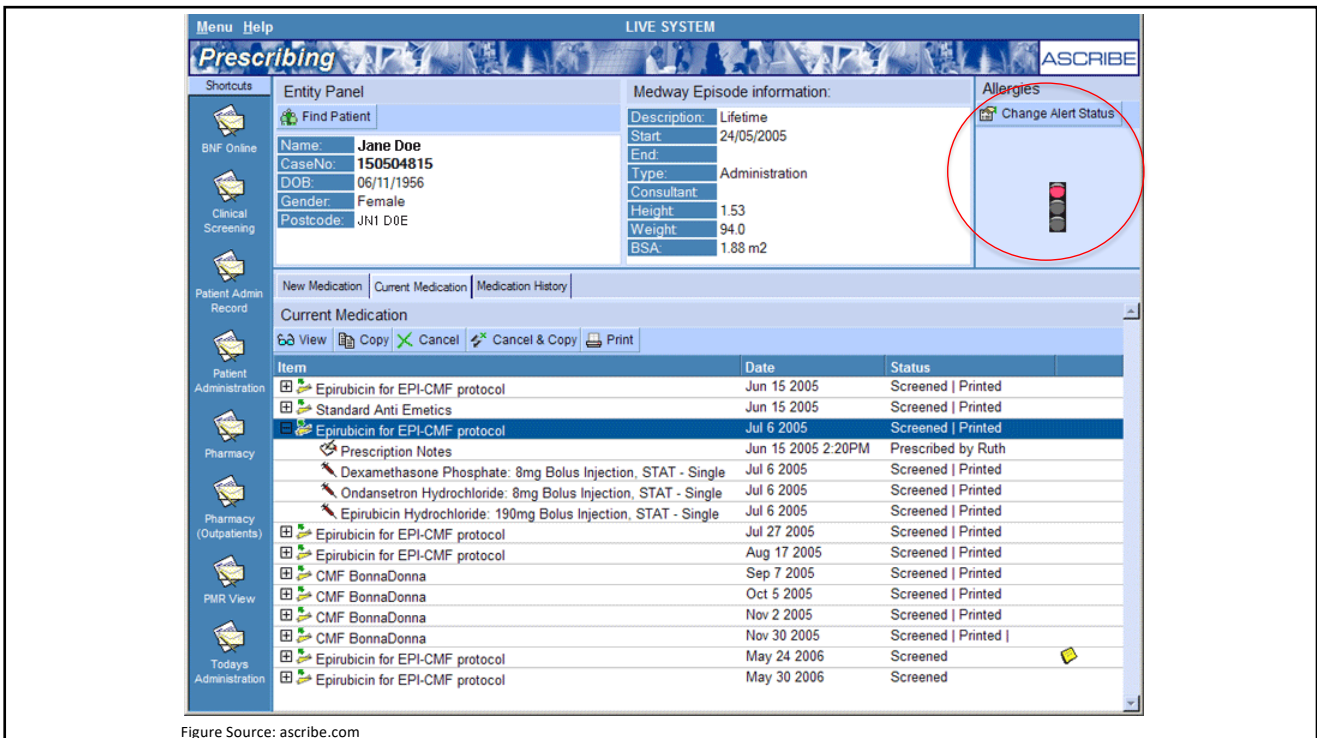 Menu Help
LIVE SYSTEM
Prescribing
ASCRIBE
Shortcuts
BNF Online
Clinical
Screening
Patient Admin
Record
Patient
Administration
Pharmacy
Pharmacy
(Outpatients)
PMR View
Todays
Administration
Entity Panel
Find Patient
Name: Jane Doe
CaseNo: 150504815
DOB: 06/11/1956
Gender: Female
Postcode: JN1 D0E
Medway Episode information:
Description: Lifetime
Start: 24/05/2005
End:
Type: Administration
Consultant:
Height: 1.53
Weight: 94.0
BSA: 1.88 m2
Allergies
Change Alert Status
New Medication Current Medication Medication History
Current Medication
View Copy Cancel Cancel & Copy Print
Item Date Status
Epirubicin for EPI-CMF protocol Jun 15 2005 Screened | Printed
Standard Anti Emetics Jun 15 2005 Screened | Printed
Epirubicin for EPI-CMF protocol Jul 6 2005 Screened | Printed
Prescription Notes Jun 15 2005 2:20PM Prescribed by Ruth
Dexamethasone Phosphate: 8mg Bolus Injection, STAT - Single Jul 6 2005 Screened | Printed
Ondansetron Hydrochloride: 8mg Bolus Injection, STAT - Single Jul 6 2005 Screened | Printed
Epirubicin Hydrochloride: 190mg Bolus Injection, STAT - Single Jul 6 2005 Screened | Printed
Epirubicin for EPI-CMF protocol Jul 27 2005 Screened | Printed
Epirubicin for EPI-CMF protocol Aug 17 2005 Screened | Printed
CMF BonnaDonna Sep 7 2005 Screened | Printed
CMF BonnaDonna Oct 5 2005 Screened | Printed
CMF BonnaDonna Nov 2 2005 Screened | Printed
CMF BonnaDonna Nov 30 2005 Screened | Printed |
Epirubicin for EPI-CMF protocol May 24 2006 Screened
Epirubicin for EPI-CMF protocol May 30 2006 Screened
Figure Source: ascribe.com